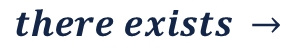 there exists →